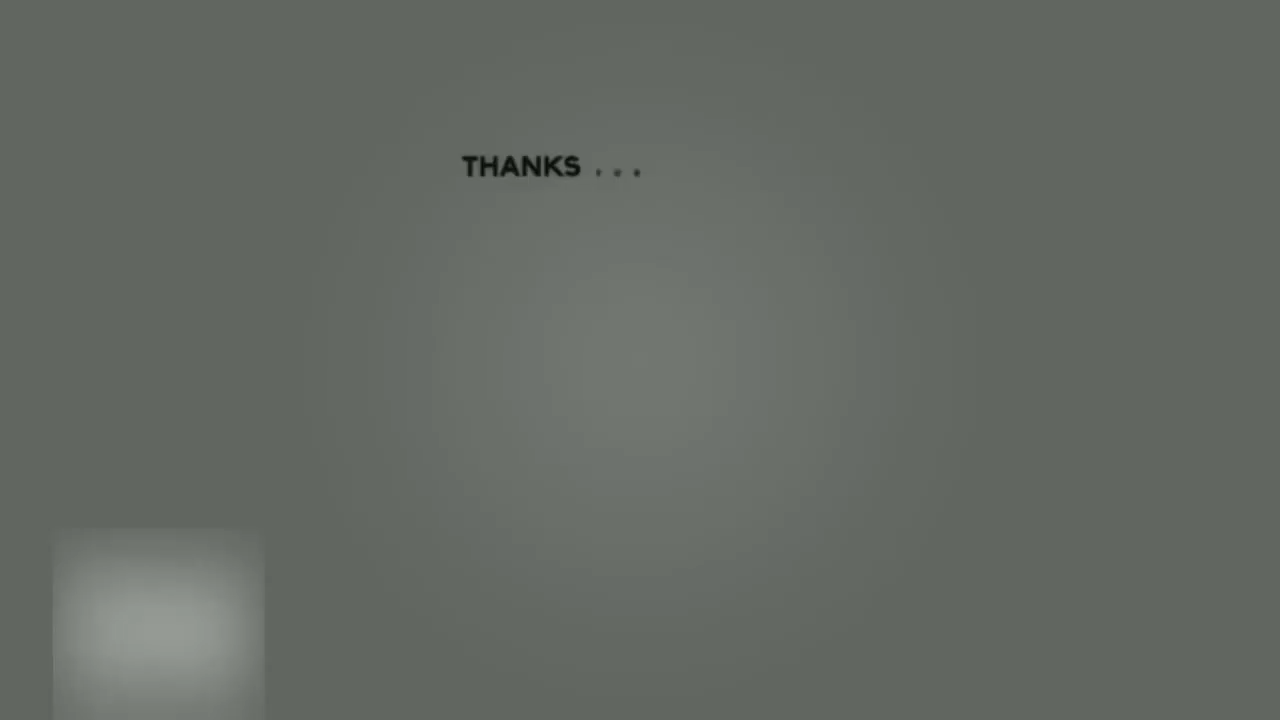 THANKS . . .